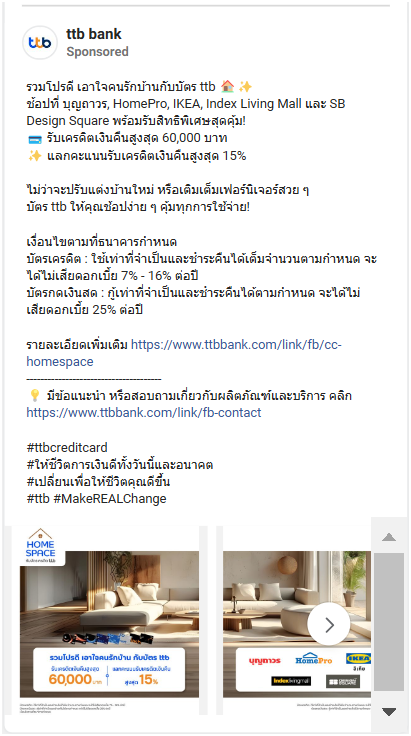 ttb bank
Sponsored
รวมโปรดี เอาใจคนรักบ้านกับบัตร ttb 🏠 ✨
ช้อปที่ บุญถาวร, HomePro, IKEA, Index Living Mall และ SB
Design Square พร้อมรับสิทธิพิเศษสุดคุ้ม!
💳 รับเครดิตเงินคืนสูงสุด 60,000 บาท
✨ แลกคะแนนรับเครดิตเงินคืนสูงสุด 15%
ไม่ว่าจะปรับแต่งบ้านใหม่ หรือเติมเต็มเฟอร์นิเจอร์สวย ๆ
บัตร ttb ให้คุณช้อปง่าย ๆ คุ้มทุกการใช้จ่าย!
เงื่อนไขตามที่ธนาคารกำหนด
บัตรเครดิต : ใช้เท่าที่จำเป็นและชำระคืนได้เต็มจำนวนตามกำหนด จะ
ได้ไม่เสียดอกเบี้ย 7% - 16% ต่อปี
บัตรกดเงินสด : กู้เท่าที่จำเป็นและชำระคืนได้ตามกำหนด จะได้ไม่
เสียดอกเบี้ย 25% ต่อปี
รายละเอียดเพิ่มเติม https://www.ttbbank.com/link/fb/cc-
homespace
--------------------------------------
💡 มีข้อแนะนำ หรือสอบถามเกี่ยวกับผลิตภัณฑ์และบริการ คลิก
https://www.ttbbank.com/link/fb-contact
#ttbcreditcard
#ให้ชีวิตการเงินดีทั้งวันนี้และอนาคต
#เปลี่ยนเพื่อให้ชีวิตคุณดีขึ้น
#ttb #MakeREALChange
HOME
SPACE
รวมโปรดี เอาใจคนรักบ้าน กับบัตร ttb
รับเครดิตเงินคืนสูงสุด
60,000 บาท
แลกคะแนนรับเครดิตเงินคืน
สูงสุด 15%
บุญถาวร HomePro IKEA
อิเกีย
Indexlivingmall